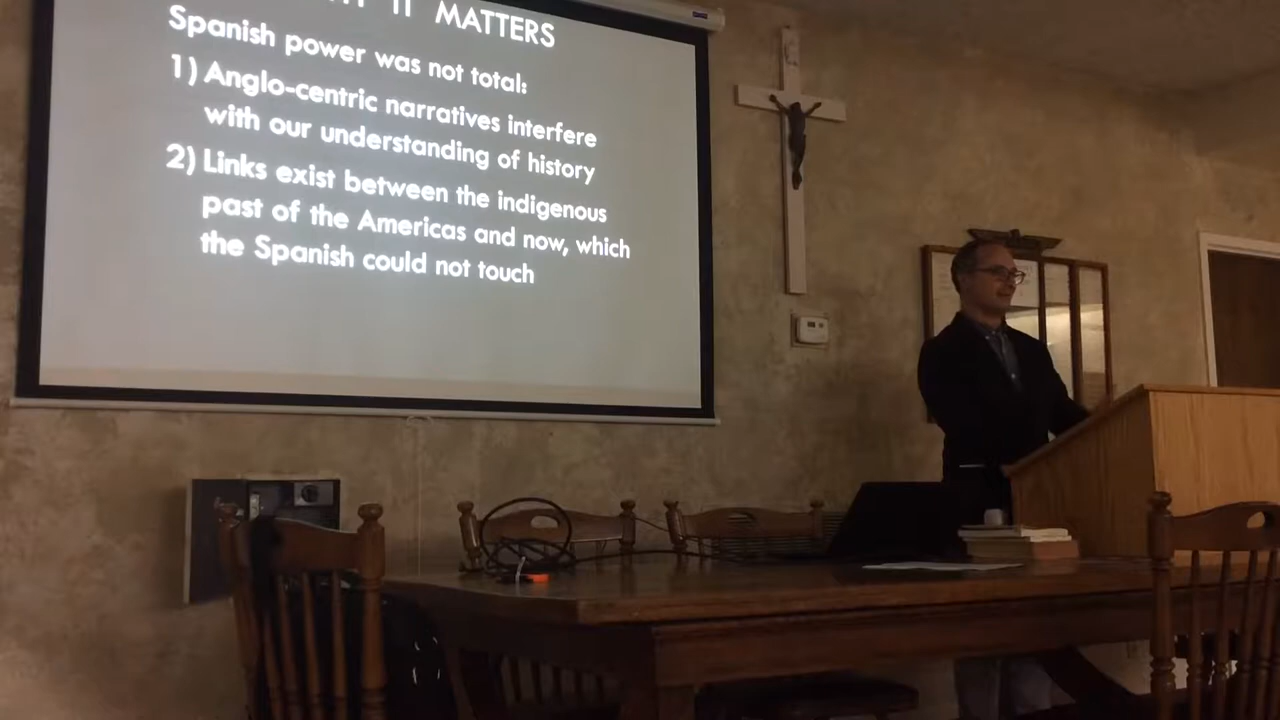 IT MATTERS
Spanish power was not total:
1) Anglo-centric narratives interfere
with our understanding of history
2) Links exist between the indigenous
past of the Americas and now, which
the Spanish could not touch